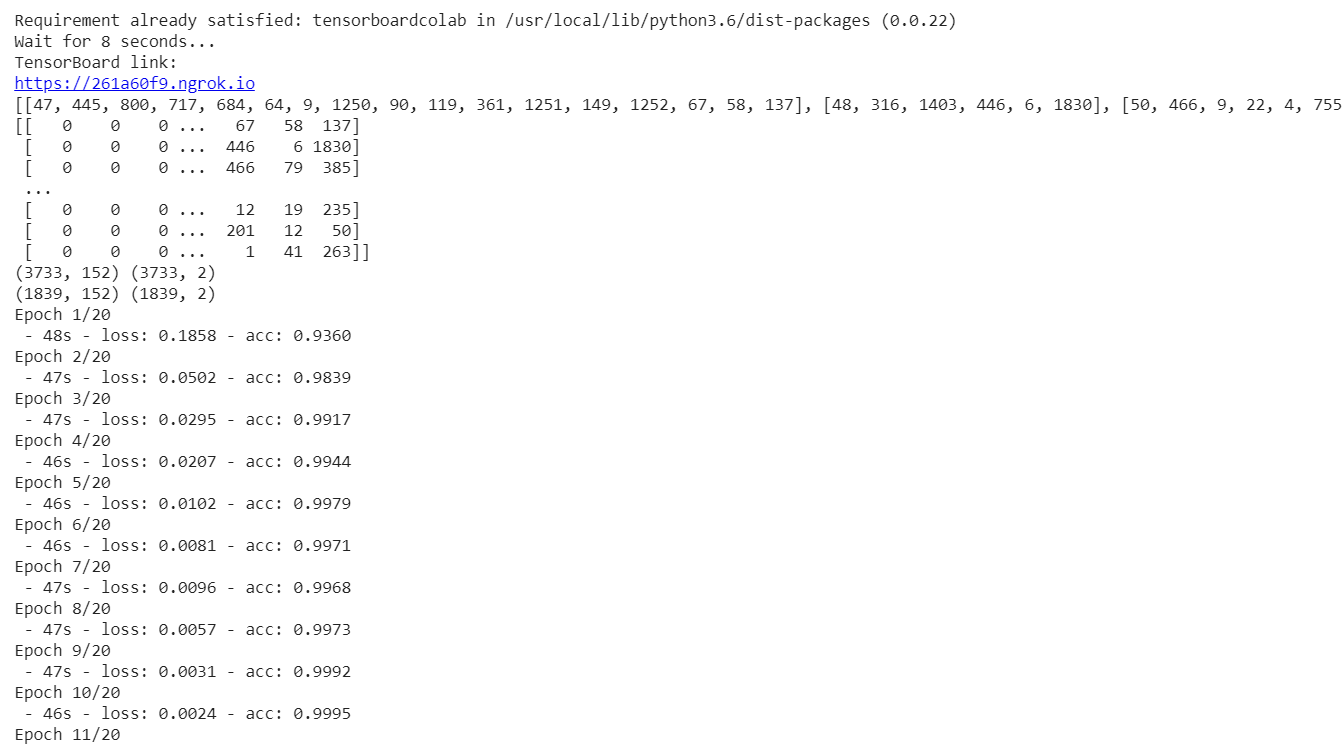 Requirement already satisfied: tensorboardcolab in /usr/local/lib/python3.6/dist-packages (0.0.22)
Wait for 8 seconds...
TensorBoard link:
https://261a60f9.ngrok.io
[[47, 445, 800, 717, 684, 64, 9, 1250, 90, 119, 361, 1251, 149, 1252, 67, 58, 137], [48, 316, 1403, 446, 6, 1830], [50, 466, 9, 22, 4, 755
[[   0    0    0 ...   67   58  137]
 [   0    0    0 ...  446    6 1830]
 [   0    0    0 ...  466   79  385]
 ...
 [   0    0    0 ...   12   19  235]
 [   0    0    0 ...  201   12   50]
 [   0    0    0 ...    1   41  263]]
(3733, 152) (3733, 2)
(1839, 152) (1839, 2)
Epoch 1/20
 - 48s - loss: 0.1858 - acc: 0.9360
Epoch 2/20
 - 47s - loss: 0.0502 - acc: 0.9839
Epoch 3/20
 - 47s - loss: 0.0295 - acc: 0.9917
Epoch 4/20
 - 46s - loss: 0.0207 - acc: 0.9944
Epoch 5/20
 - 46s - loss: 0.0102 - acc: 0.9979
Epoch 6/20
 - 46s - loss: 0.0081 - acc: 0.9971
Epoch 7/20
 - 47s - loss: 0.0096 - acc: 0.9968
Epoch 8/20
 - 47s - loss: 0.0057 - acc: 0.9973
Epoch 9/20
 - 47s - loss: 0.0031 - acc: 0.9992
Epoch 10/20
 - 46s - loss: 0.0024 - acc: 0.9995
Epoch 11/20